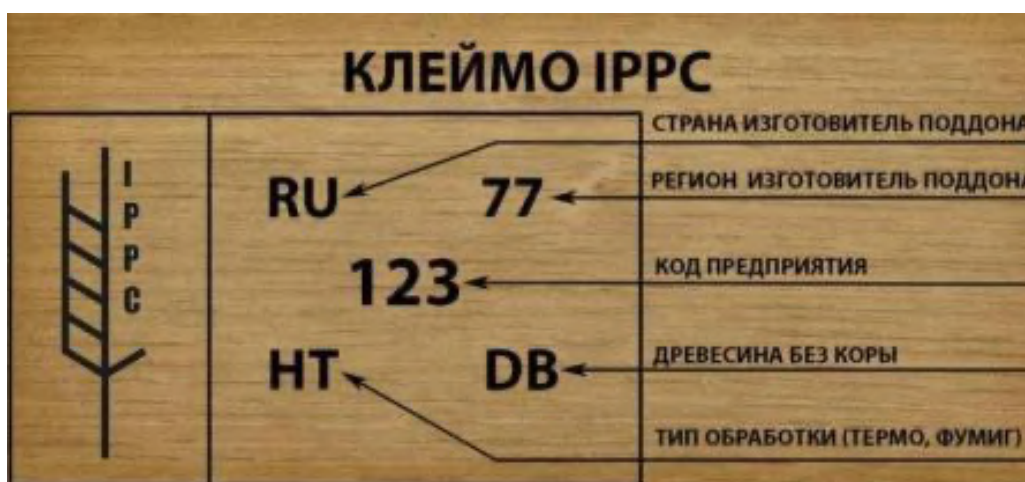 КЛЕЙМО IPPC
IPPC
RU 77
123
HT DB
СТРАНА ИЗГОТОВИТЕЛЬ ПОДДОНА
РЕГИОН ИЗГОТОВИТЕЛЬ ПОДДОНА
КОД ПРЕДПРИЯТИЯ
ДРЕВЕСИНА БЕЗ КОРЫ
ТИП ОБРАБОТКИ (ТЕРМО, ФУМИГ)